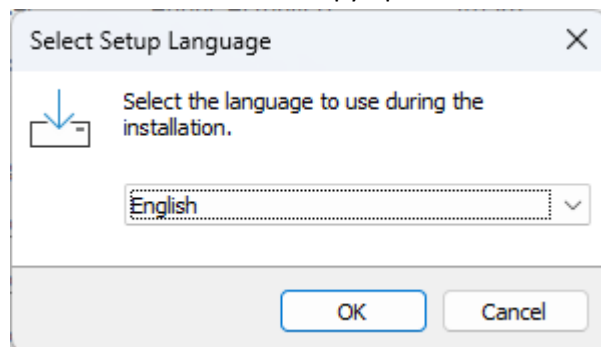 Select Setup Language
Select the language to use during the
installation.
English
OK
Cancel